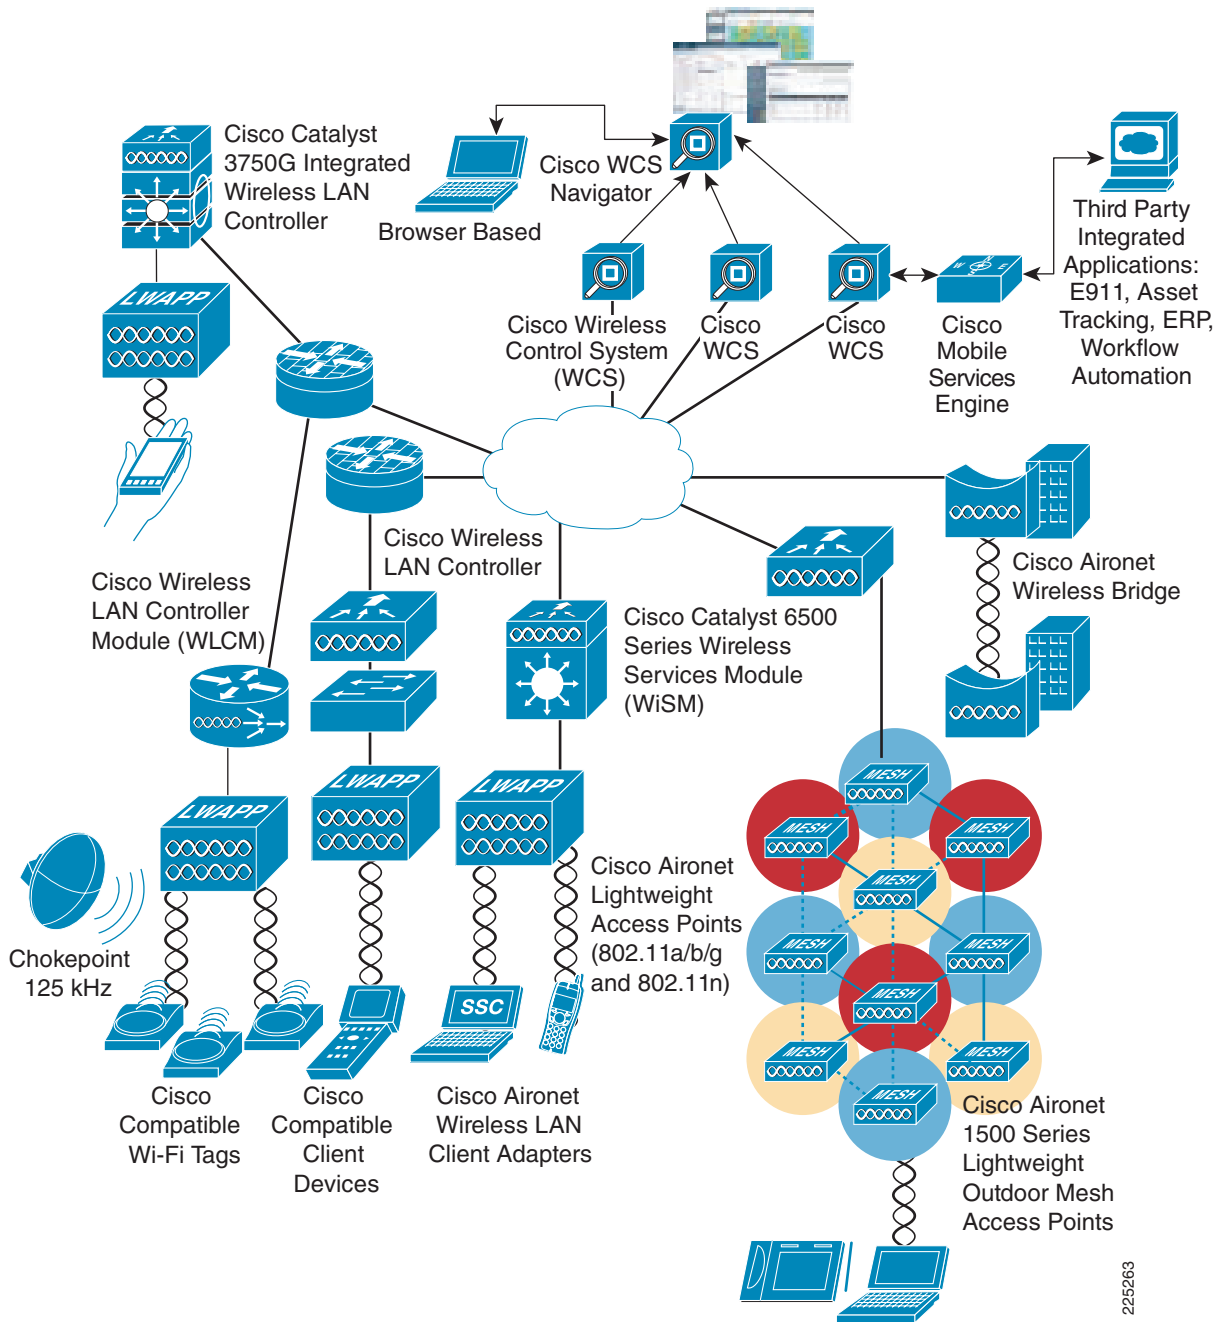 Cisco Catalyst
3750G Integrated
Wireless LAN
Controller
Browser Based
Cisco WCS
Navigator
Third Party
Integrated
Applications:
E911, Asset
Tracking, ERP,
Workflow
Automation
LWAPP
Cisco Wireless
Control System
(WCS)
Cisco
WCS
Cisco
WCS
W
N
S
E
Cisco
Mobile
Services
Engine
Cisco Wireless
LAN Controller
Cisco Aironet
Wireless Bridge
Cisco Wireless
LAN Controller
Module (WLCM)
Cisco Catalyst 6500
Series Wireless
Services Module
(WiSM)
LWAPP
LWAPP
LWAPP
Chokepoint
125 kHz
Cisco Aironet
Lightweight
Access Points
(802.11a/b/g
and 802.11n)
SSC
MESH
MESH
MESH
MESH
MESH
MESH
MESH
MESH
MESH
MESH
Cisco
Compatible
Wi-Fi Tags
Cisco
Compatible
Client
Devices
Cisco Aironet
Wireless LAN
Client Adapters
Cisco Aironet
1500 Series
Lightweight
Outdoor Mesh
Access Points
225263